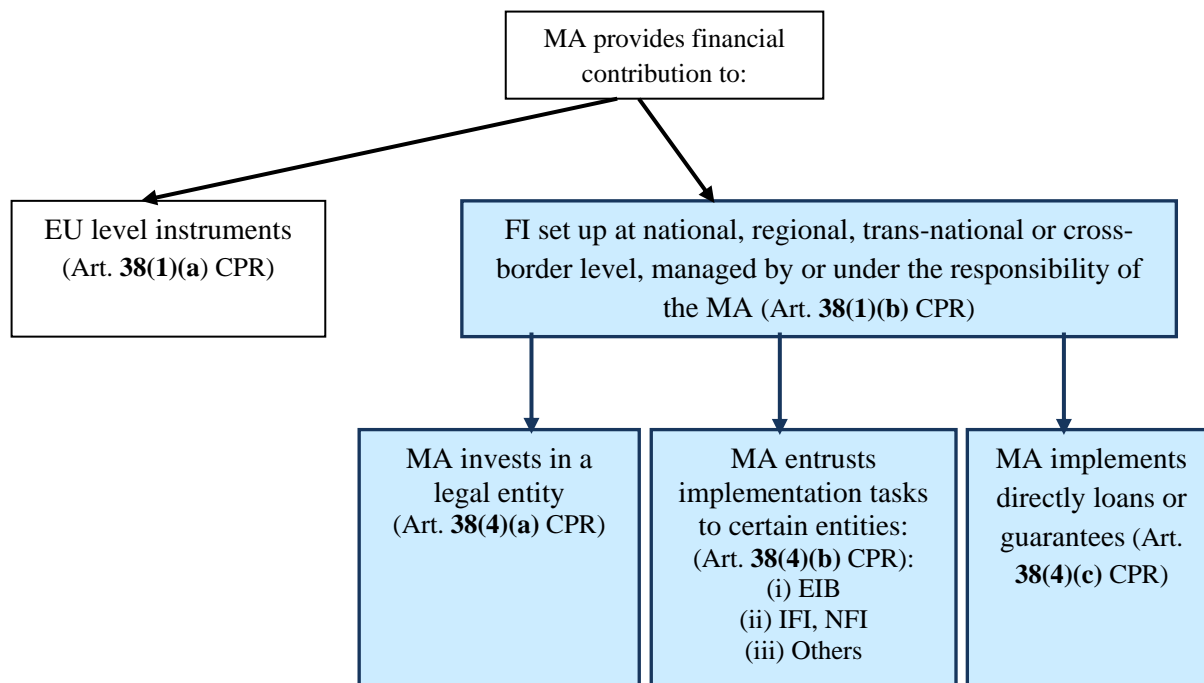 MA provides financial
contribution to:
EU level instruments
(Art. 38(1)(a) CPR)
FI set up at national, regional, trans-national or cross-
border level, managed by or under the responsibility of
the MA (Art. 38(1)(b) CPR)
MA invests in a
legal entity
(Art. 38(4)(a) CPR)
MA entrusts
implementation tasks
to certain entities:
(Art. 38(4)(b) CPR):
(i) EIB
(ii) IFI, NFI
(iii) Others
MA implements
directly loans or
guarantees (Art.
38(4)(c) CPR)